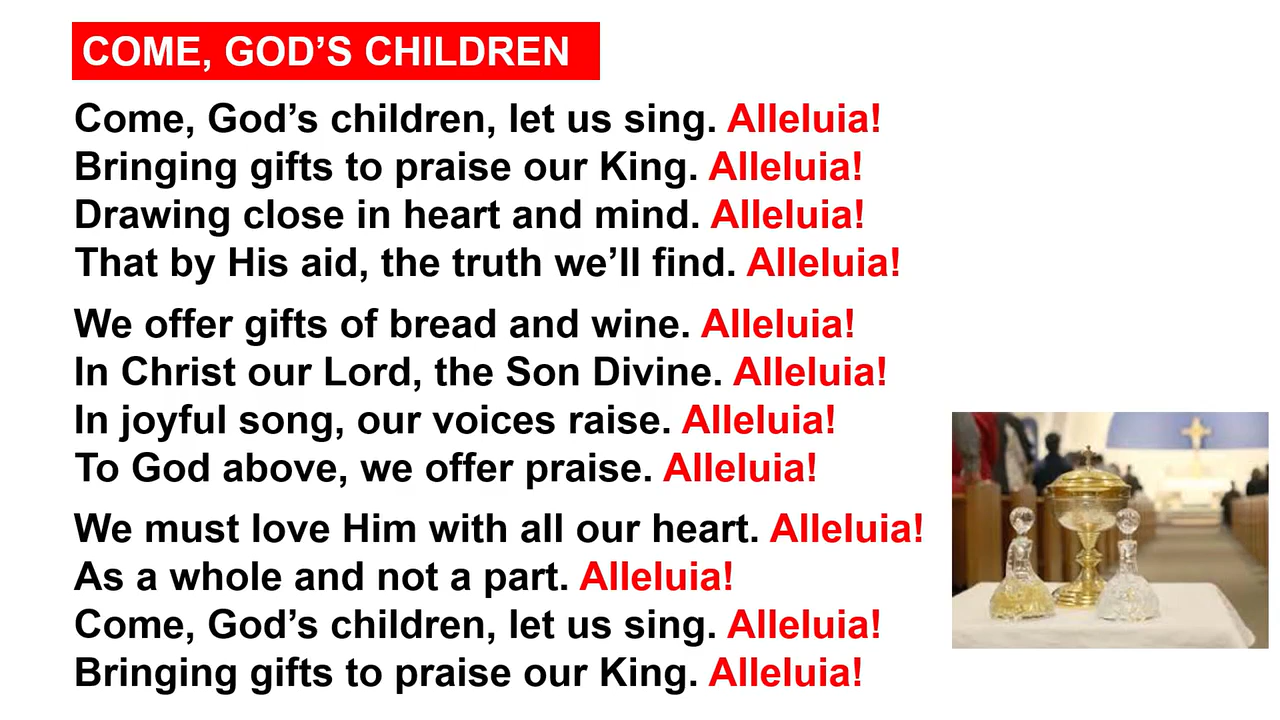 COME, GOD’S CHILDREN
Come, God’s children, let us sing. Alleluia!
Bringing gifts to praise our King. Alleluia!
Drawing close in heart and mind. Alleluia!
That by His aid, the truth we’ll find. Alleluia!
We offer gifts of bread and wine. Alleluia!
In Christ our Lord, the Son Divine. Alleluia!
In joyful song, our voices raise. Alleluia!
To God above, we offer praise. Alleluia!
We must love Him with all our heart. Alleluia!
As a whole and not a part. Alleluia!
Come, God’s children, let us sing. Alleluia!
Bringing gifts to praise our King. Alleluia!